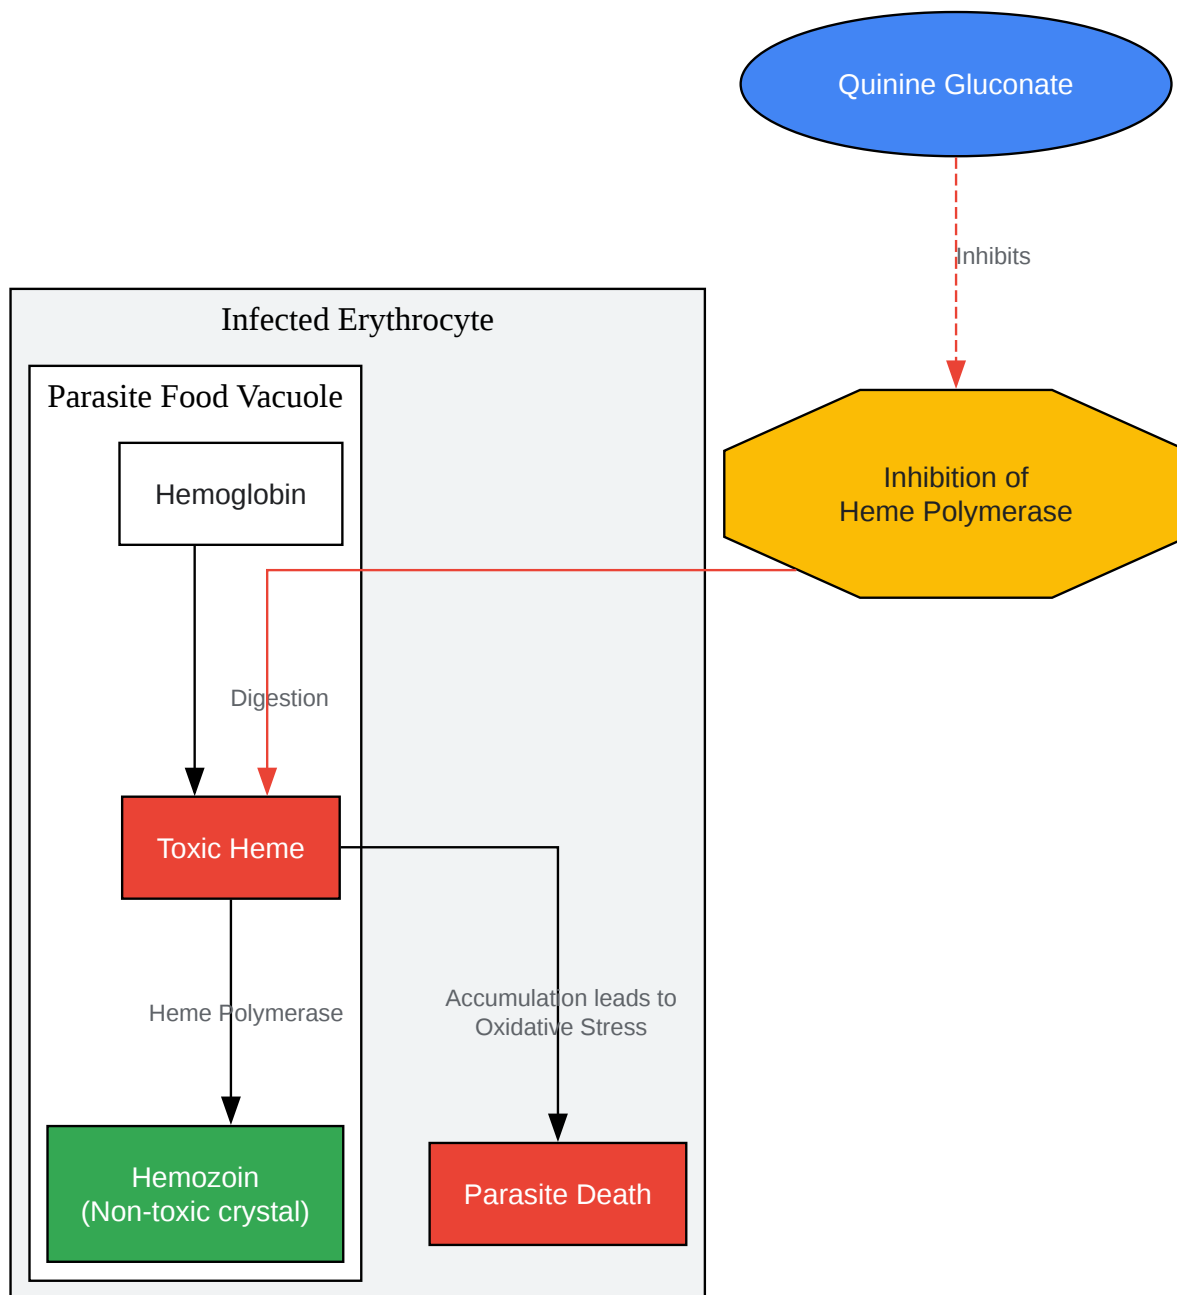 Quinine Gluconate
Inhibits
Infected Erythrocyte
Parasite Food Vacuole
Hemoglobin
Inhibition of
Heme Polymerase
Digestion
Toxic Heme
Heme Polymerase
Accumulation leads to
Oxidative Stress
Hemozoin
(Non-toxic crystal)
Parasite Death